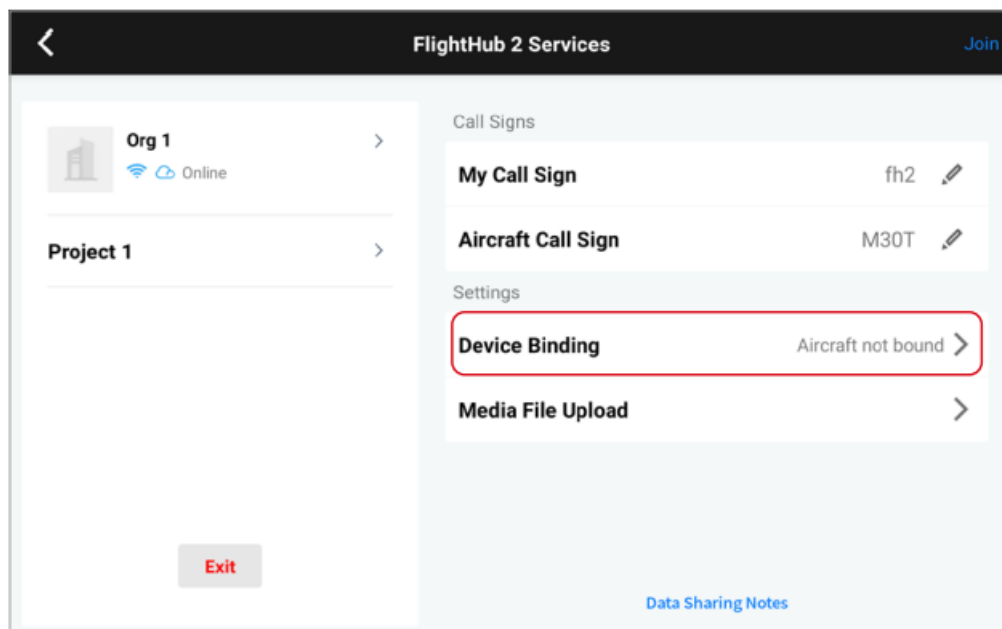 FlightHub 2 Services
Join
Org 1
Online
Project 1
Exit
Call Signs
My Call Sign fh2
Aircraft Call Sign M30T
Settings
Device Binding Aircraft not bound
Media File Upload
Data Sharing Notes